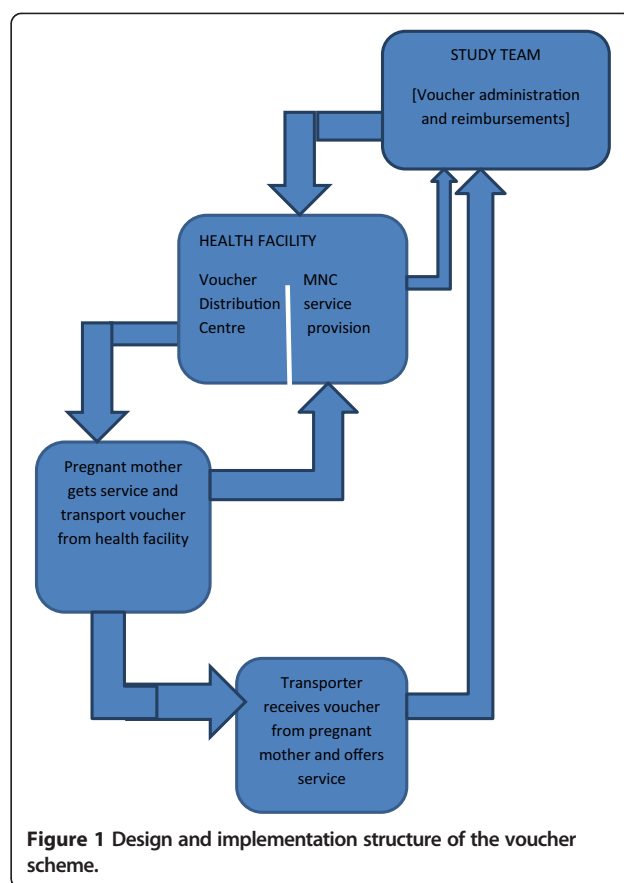 STUDY TEAM
[Voucher administration
and reimbursements]
HEALTH FACILITY
Voucher
Distribution
Centre
MNC
service
provision
Pregnant mother
gets service and
transport voucher
from health facility
Transporter
receives voucher
from pregnant
mother and offers
service
Figure 1 Design and implementation structure of the voucher
scheme.